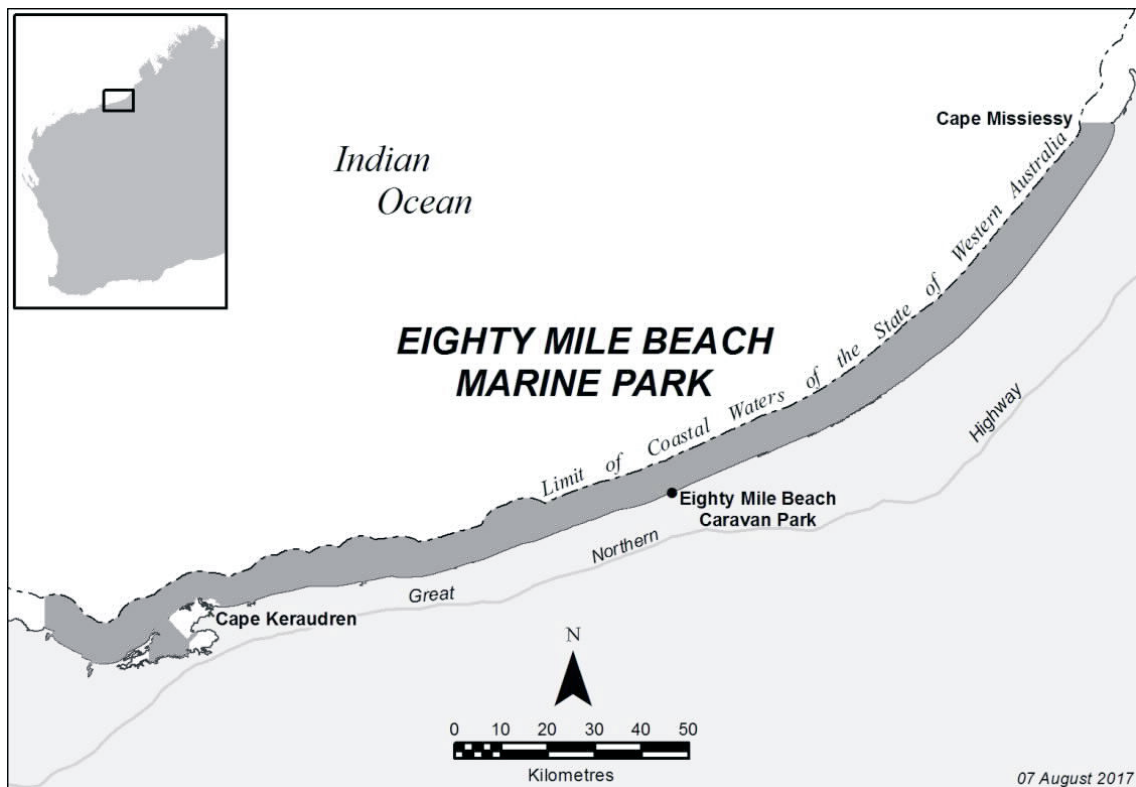 Cape Missiessy
Indian
Ocean
EIGHTY MILE BEACH
MARINE PARK
Limit of Coastal Waters of the State of Western Australia
Highway
Eighty Mile Beach
Caravan Park
Northern
Great
Cape Keraudren
N
0 10 20 30 40 50
Kilometres
07 August 2017